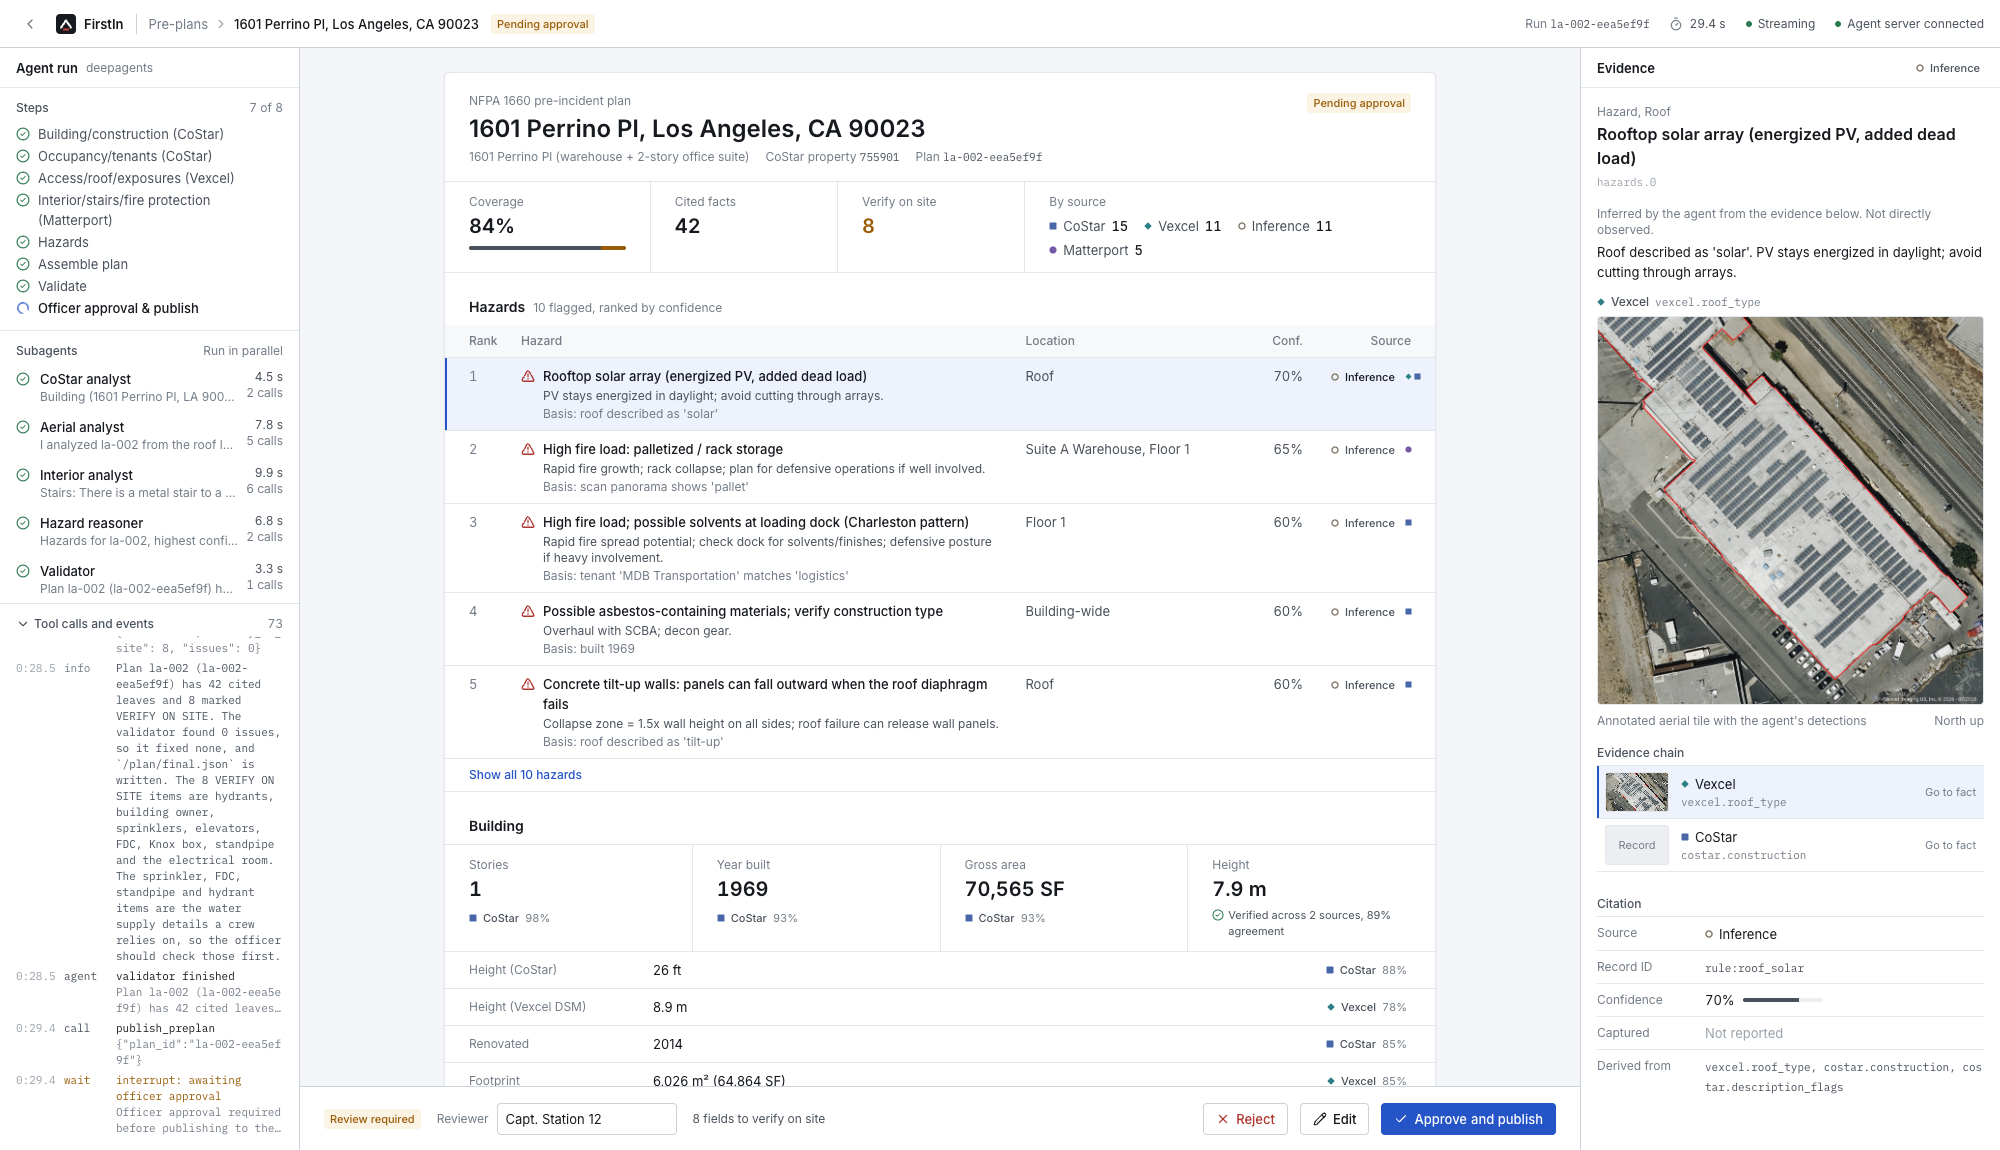 FirstIn
Pre-plans
1601 Perrino Pl, Los Angeles, CA 90023
Pending approval
Run la-002-eea5ef9f
29.4 s
Streaming
Agent server connected
Agent run deepagents
Steps
7 of 8
Building/construction (CoStar)
Occupancy/tenants (CoStar)
Access/roof/exposures (Vexcel)
Interior/stairs/fire protection
(Matterport)
Hazards
Assemble plan
Validate
Officer approval & publish
Subagents
Run in parallel
CoStar analyst
4.5 s
Building (1601 Perrino Pl, LA 900...
2 calls
Aerial analyst
7.8 s
I analyzed la-002 from the roof l...
5 calls
Interior analyst
9.9 s
Stairs: There is a metal stair to a ...
6 calls
Hazard reasoner
6.8 s
Hazards for la-002, highest confi...
2 calls
Validator
3.3 s
Plan la-002 (la-002-eea5ef9f) h...
1 calls
Tool calls and events
73
site": 8, "issues": 0}
0:28.5 info
Plan la-002 (la-002-
eea5ef9f) has 42 cited
leaves and 8 marked
VERIFY ON SITE. The
validator found 0 issues,
so it fixed none, and
`/plan/final.json` is
written. The 8 VERIFY ON
SITE items are hydrants,
building owner,
sprinklers, elevators,
FDC, Knox box, standpipe
and the electrical room.
The sprinkler, FDC,
standpipe and hydrant
items are the water
supply details a crew
relies on, so the officer
should check those first.
0:28.5 agent
validator finished
Plan la-002 (la-002-eea5e
f9f) has 42 cited leaves…
0:29.4 call
publish_preplan
{"plan_id":"la-002-eea5ef
9f"}
0:29.4 wait
interrupt: awaiting
officer approval
Officer approval required
before publishing to the…
NFPA 1660 pre-incident plan
Pending approval
1601 Perrino Pl, Los Angeles, CA 90023
1601 Perrino Pl (warehouse + 2-story office suite)
CoStar property 755901
Plan la-002-eea5ef9f
Coverage
84%
Cited facts
42
Verify on site
8
By source
CoStar 15
Vexcel 11
Inference 11
Matterport 5
Hazards 10 flagged, ranked by confidence
Rank Hazard Location Conf. Source
1 Rooftop solar array (energized PV, added dead load) Roof 70% Inference
PV stays energized in daylight; avoid cutting through arrays.
Basis: roof described as 'solar'
2 High fire load: palletized / rack storage Suite A Warehouse, Floor 1 65% Inference
Rapid fire growth; rack collapse; plan for defensive operations if well involved.
Basis: scan panorama shows 'pallet'
3 High fire load; possible solvents at loading dock (Charleston pattern) Floor 1 60% Inference
Rapid fire spread potential; check dock for solvents/finishes; defensive posture
if heavy involvement.
Basis: tenant 'MDB Transportation' matches 'logistics'
4 Possible asbestos-containing materials; verify construction type Building-wide 60% Inference
Overhaul with SCBA; decon gear.
Basis: built 1969
5 Concrete tilt-up walls: panels can fall outward when the roof diaphragm Roof 60% Inference
fails
Collapse zone = 1.5x wall height on all sides; roof failure can release wall panels.
Basis: roof described as 'tilt-up'
Show all 10 hazards
Building
Stories
1
CoStar 98%
Year built
1969
CoStar 93%
Gross area
70,565 SF
CoStar 93%
Height
7.9 m
Verified across 2 sources, 89%
agreement
Height (CoStar) 26 ft CoStar 88%
Height (Vexcel DSM) 8.9 m Vexcel 78%
Renovated 2014 CoStar 85%
Footprint 6,026 m² (64,864 SF) Vexcel 85%
Review required
Reviewer
Capt. Station 12
8 fields to verify on site
Reject
Edit
Approve and publish
Evidence
Inference
Hazard, Roof
Rooftop solar array (energized PV, added dead
load)
hazards.0
Inferred by the agent from the evidence below. Not directly
observed.
Roof described as 'solar'. PV stays energized in daylight; avoid
cutting through arrays.
Vexcel vexcel.roof_type
Annotated aerial tile with the agent's detections
North up
Evidence chain
Vexcel
vexcel.roof_type
Go to fact
Record
CoStar
costar.construction
Go to fact
Citation
Source Inference
Record ID rule:roof_solar
Confidence 70%
Captured Not reported
Derived from vexcel.roof_type, costar.construction, cos
tar.description_flags